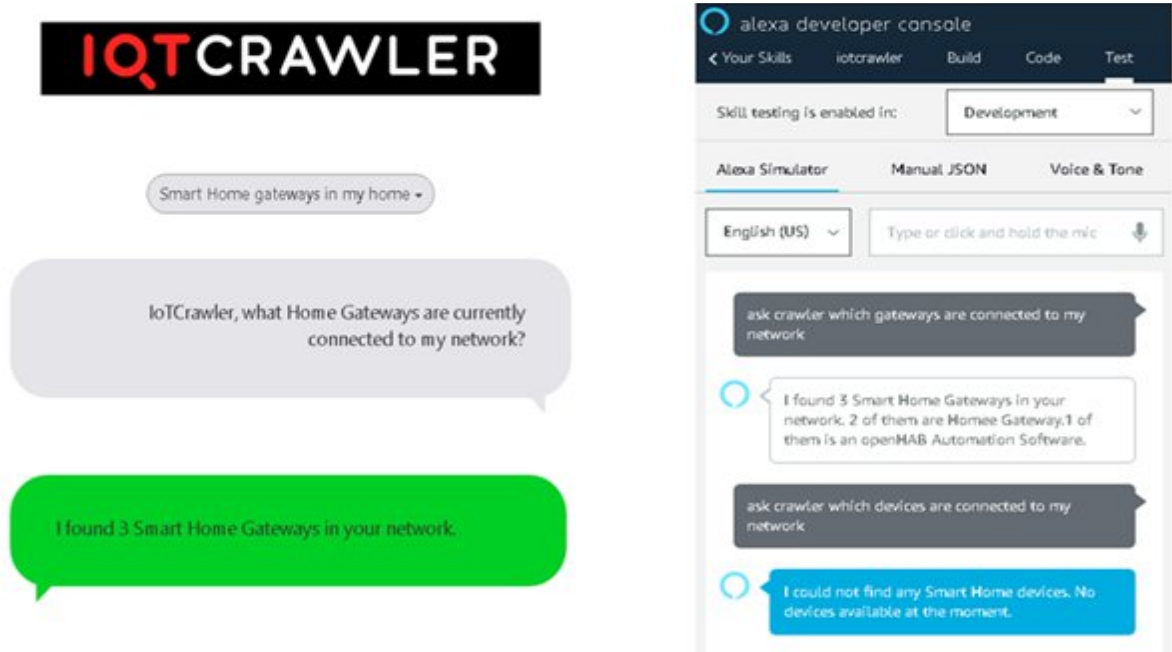 IOTCRAWLER
Smart Home gateways in my home
IoTCrawler, what Home Gateways are currently
connected to my network?
I found 3 Smart Home Gateways in your network.
alexa developer console
Your Skills iotcrawler Build Code Test
Skill testing is enabled in: Development
Alexa Simulator Manual JSON Voice & Tone
English (US) Type or click and hold the mic
ask crawler which gateways are connected to my
network
I found 3 Smart Home Gateways in your
network. 2 of them are Homee Gateway.1 of
them is an openHAB Automation Software.
ask crawler which devices are connected to my
network
I could not find any Smart Home devices. No
devices available at the moment.